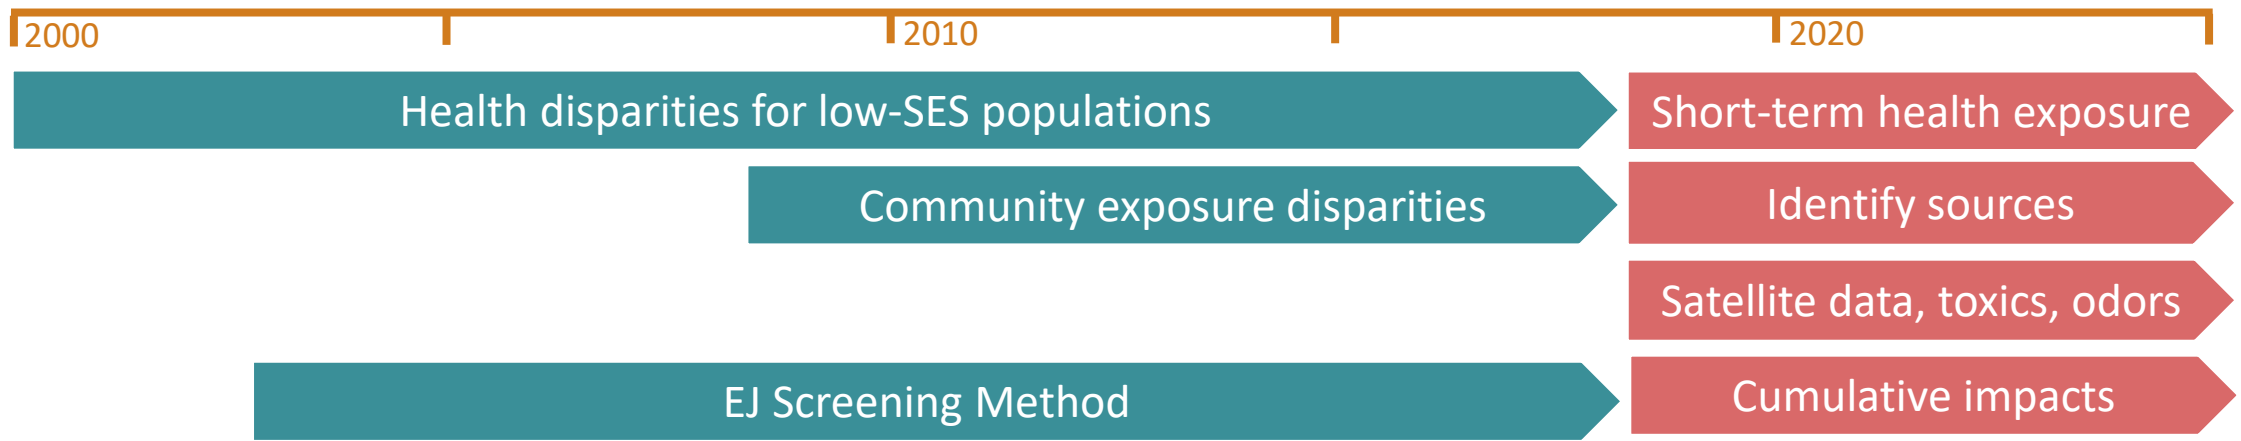 2000
2010
2020
Health disparities for low-SES populations
Short-term health exposure
Community exposure disparities
Identify sources
Satellite data, toxics, odors
EJ Screening Method
Cumulative impacts